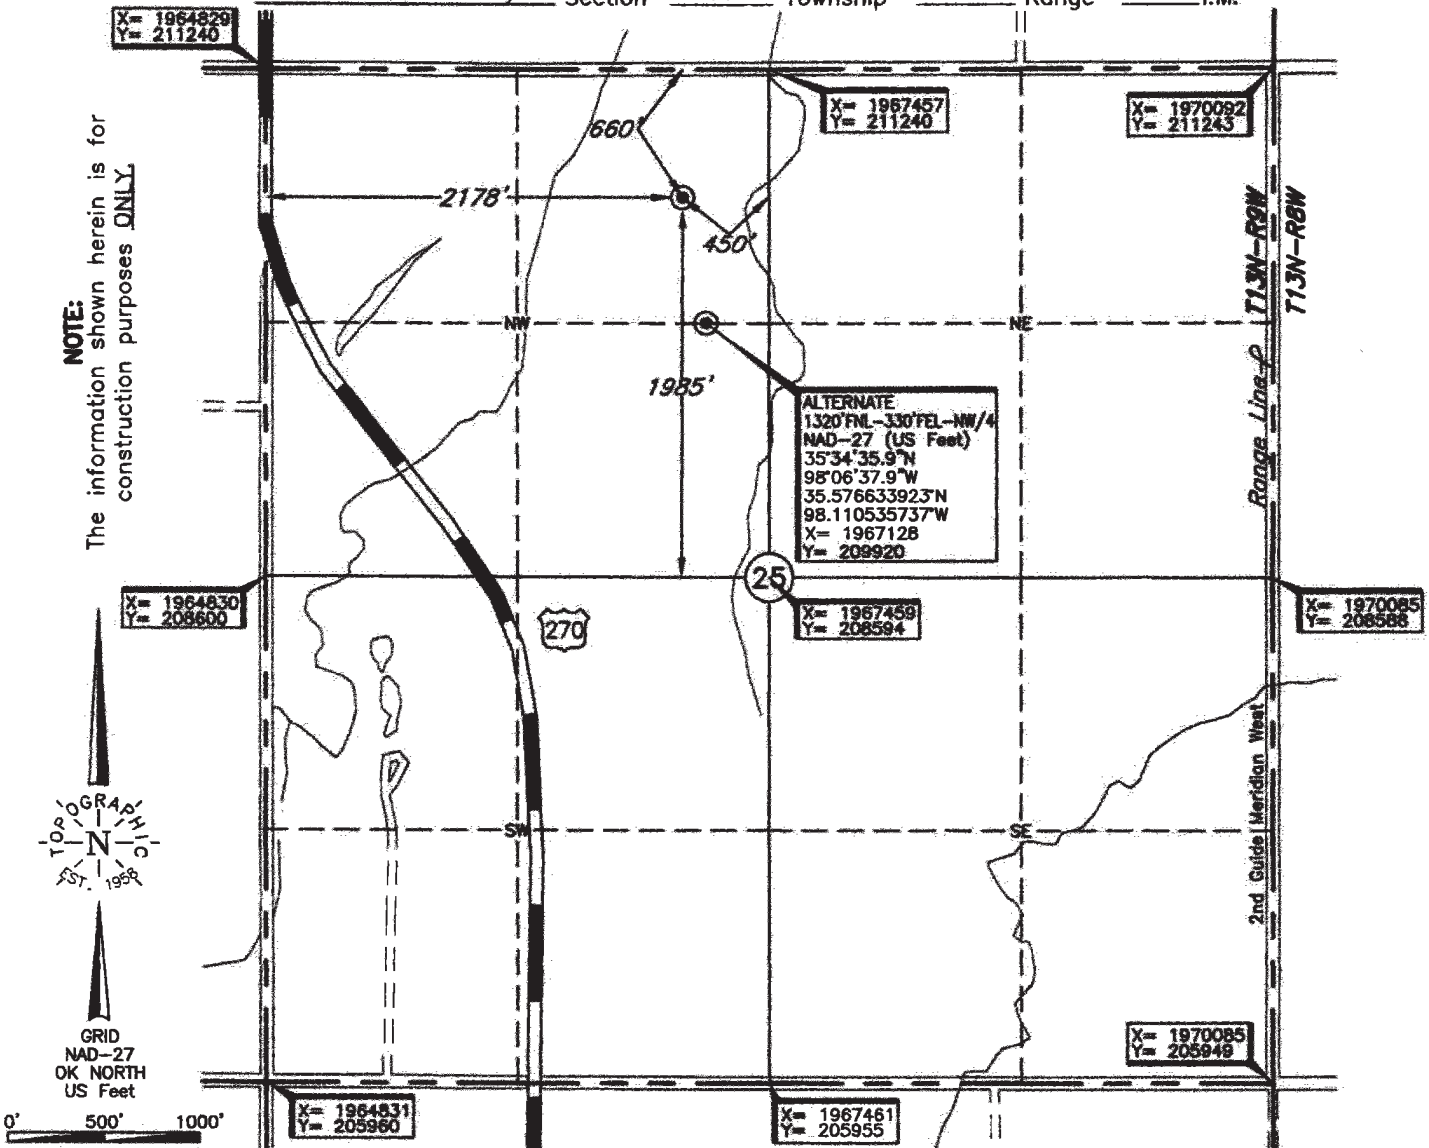 Section Township Range I.M.
X= 1964829
Y= 211240
X= 1967457
Y= 211240
X= 1970092
Y= 211243
NOTE:
The information shown herein is for
construction purposes ONLY.
660'
2178'
450'
T13N-R9W
T13N-R8W
NW
NE
1985'
Range Line
ALTERNATE
1320'FNL-330'FEL-NW/4
NAD-27 (US Feet)
35°34'35.9"N
98°06'37.9"W
35.576633923°N
98.110535737°W
X= 1967128
Y= 209920
25
X= 1964830
Y= 208600
270
X= 1967459
Y= 208594
X= 1970085
Y= 208588
2nd Guide Meridian West
SW
SE
TOPOGRAPHIC
N
EST. 1958
GRID
NAD-27
OK NORTH
US Feet
0' 500' 1000'
X= 1964831
Y= 205960
X= 1967461
Y= 205955
X= 1970085
Y= 205949